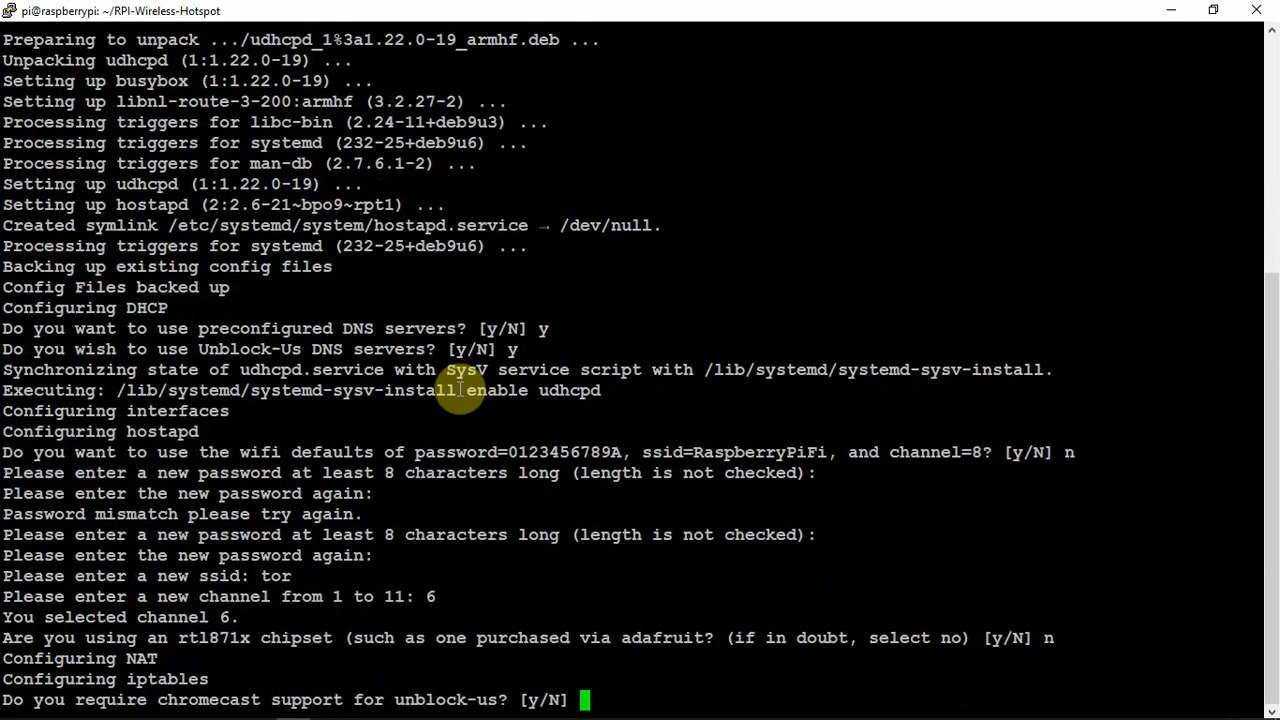 pi@raspberrypi: ~/RPI-Wireless-Hotspot
Preparing to unpack .../udhcpd_1%3a1.22.0-19_armhf.deb ...
Unpacking udhcpd (1:1.22.0-19) ...
Setting up busybox (1:1.22.0-19) ...
Setting up libnl-route-3-200:armhf (3.2.27-2) ...
Processing triggers for libc-bin (2.24-11+deb9u3) ...
Processing triggers for systemd (232-25+deb9u6) ...
Processing triggers for man-db (2.7.6.1-2) ...
Setting up udhcpd (1:1.22.0-19) ...
Setting up hostapd (2:2.6-21~bpo9~rpt1) ...
Created symlink /etc/systemd/system/hostapd.service → /dev/null.
Processing triggers for systemd (232-25+deb9u6) ...
Backing up existing config files
Config Files backed up
Configuring DHCP
Do you want to use preconfigured DNS servers? [y/N] y
Do you wish to use Unblock-Us DNS servers? [y/N] y
Synchronizing state of udhcpd.service with SysV service script with /lib/systemd/systemd-sysv-install.
Executing: /lib/systemd/systemd-sysv-install enable udhcpd
Configuring interfaces
Configuring hostapd
Do you want to use the wifi defaults of password=0123456789A, ssid=RaspberryPiFi, and channel=8? [y/N] n
Please enter a new password at least 8 characters long (length is not checked):
Please enter the new password again:
Password mismatch please try again.
Please enter a new password at least 8 characters long (length is not checked):
Please enter the new password again:
Please enter a new ssid: tor
Please enter a new channel from 1 to 11: 6
You selected channel 6.
Are you using an rtl871x chipset (such as one purchased via adafruit? (if in doubt, select no) [y/N] n
Configuring NAT
Configuring iptables
Do you require chromecast support for unblock-us? [y/N]